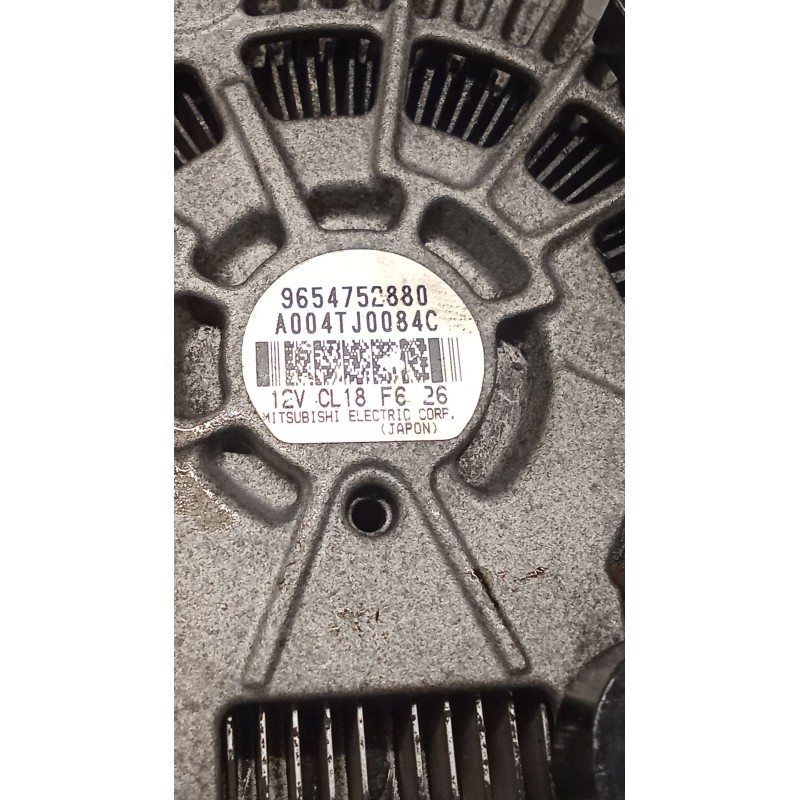 9654752880
A004TJ0084C
12V CL18 F6 26
MITSUBISHI ELECTRIC CORP.
(JAPON)